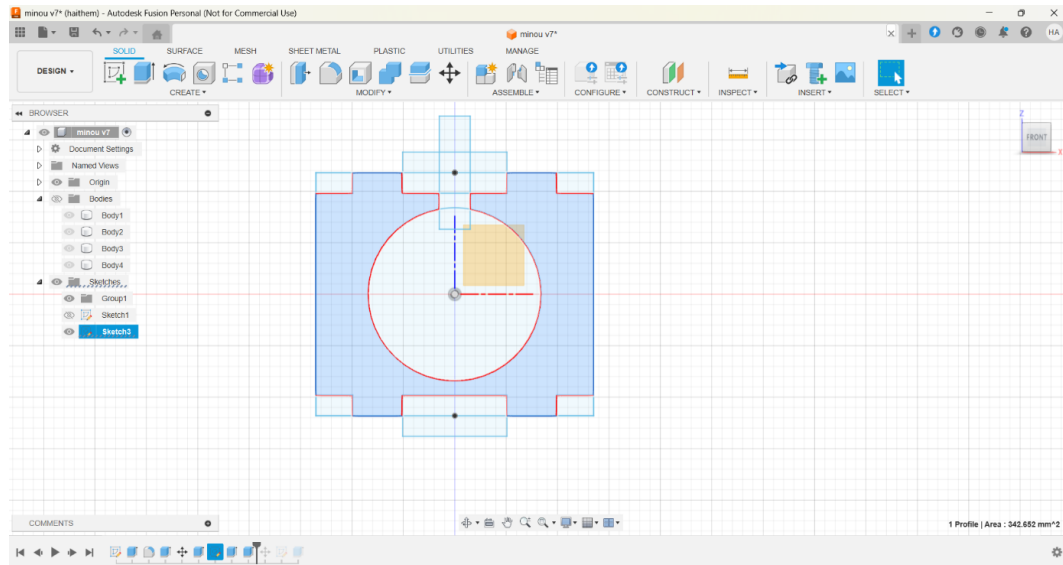 minou v7* (haithem) - Autodesk Fusion Personal (Not for Commercial Use)
minou v7*
HA
SOLID SURFACE MESH SHEET METAL PLASTIC UTILITIES MANAGE
DESIGN
CREATE MODIFY ASSEMBLE CONFIGURE CONSTRUCT INSPECT INSERT SELECT
BROWSER
minou v7
Document Settings
Named Views
Origin
Bodies
Body1
Body2
Body3
Body4
Sketches
Group1
Sketch1
Sketch3
Z
FRONT
X
COMMENTS
1 Profile | Area : 342.652 mm^2